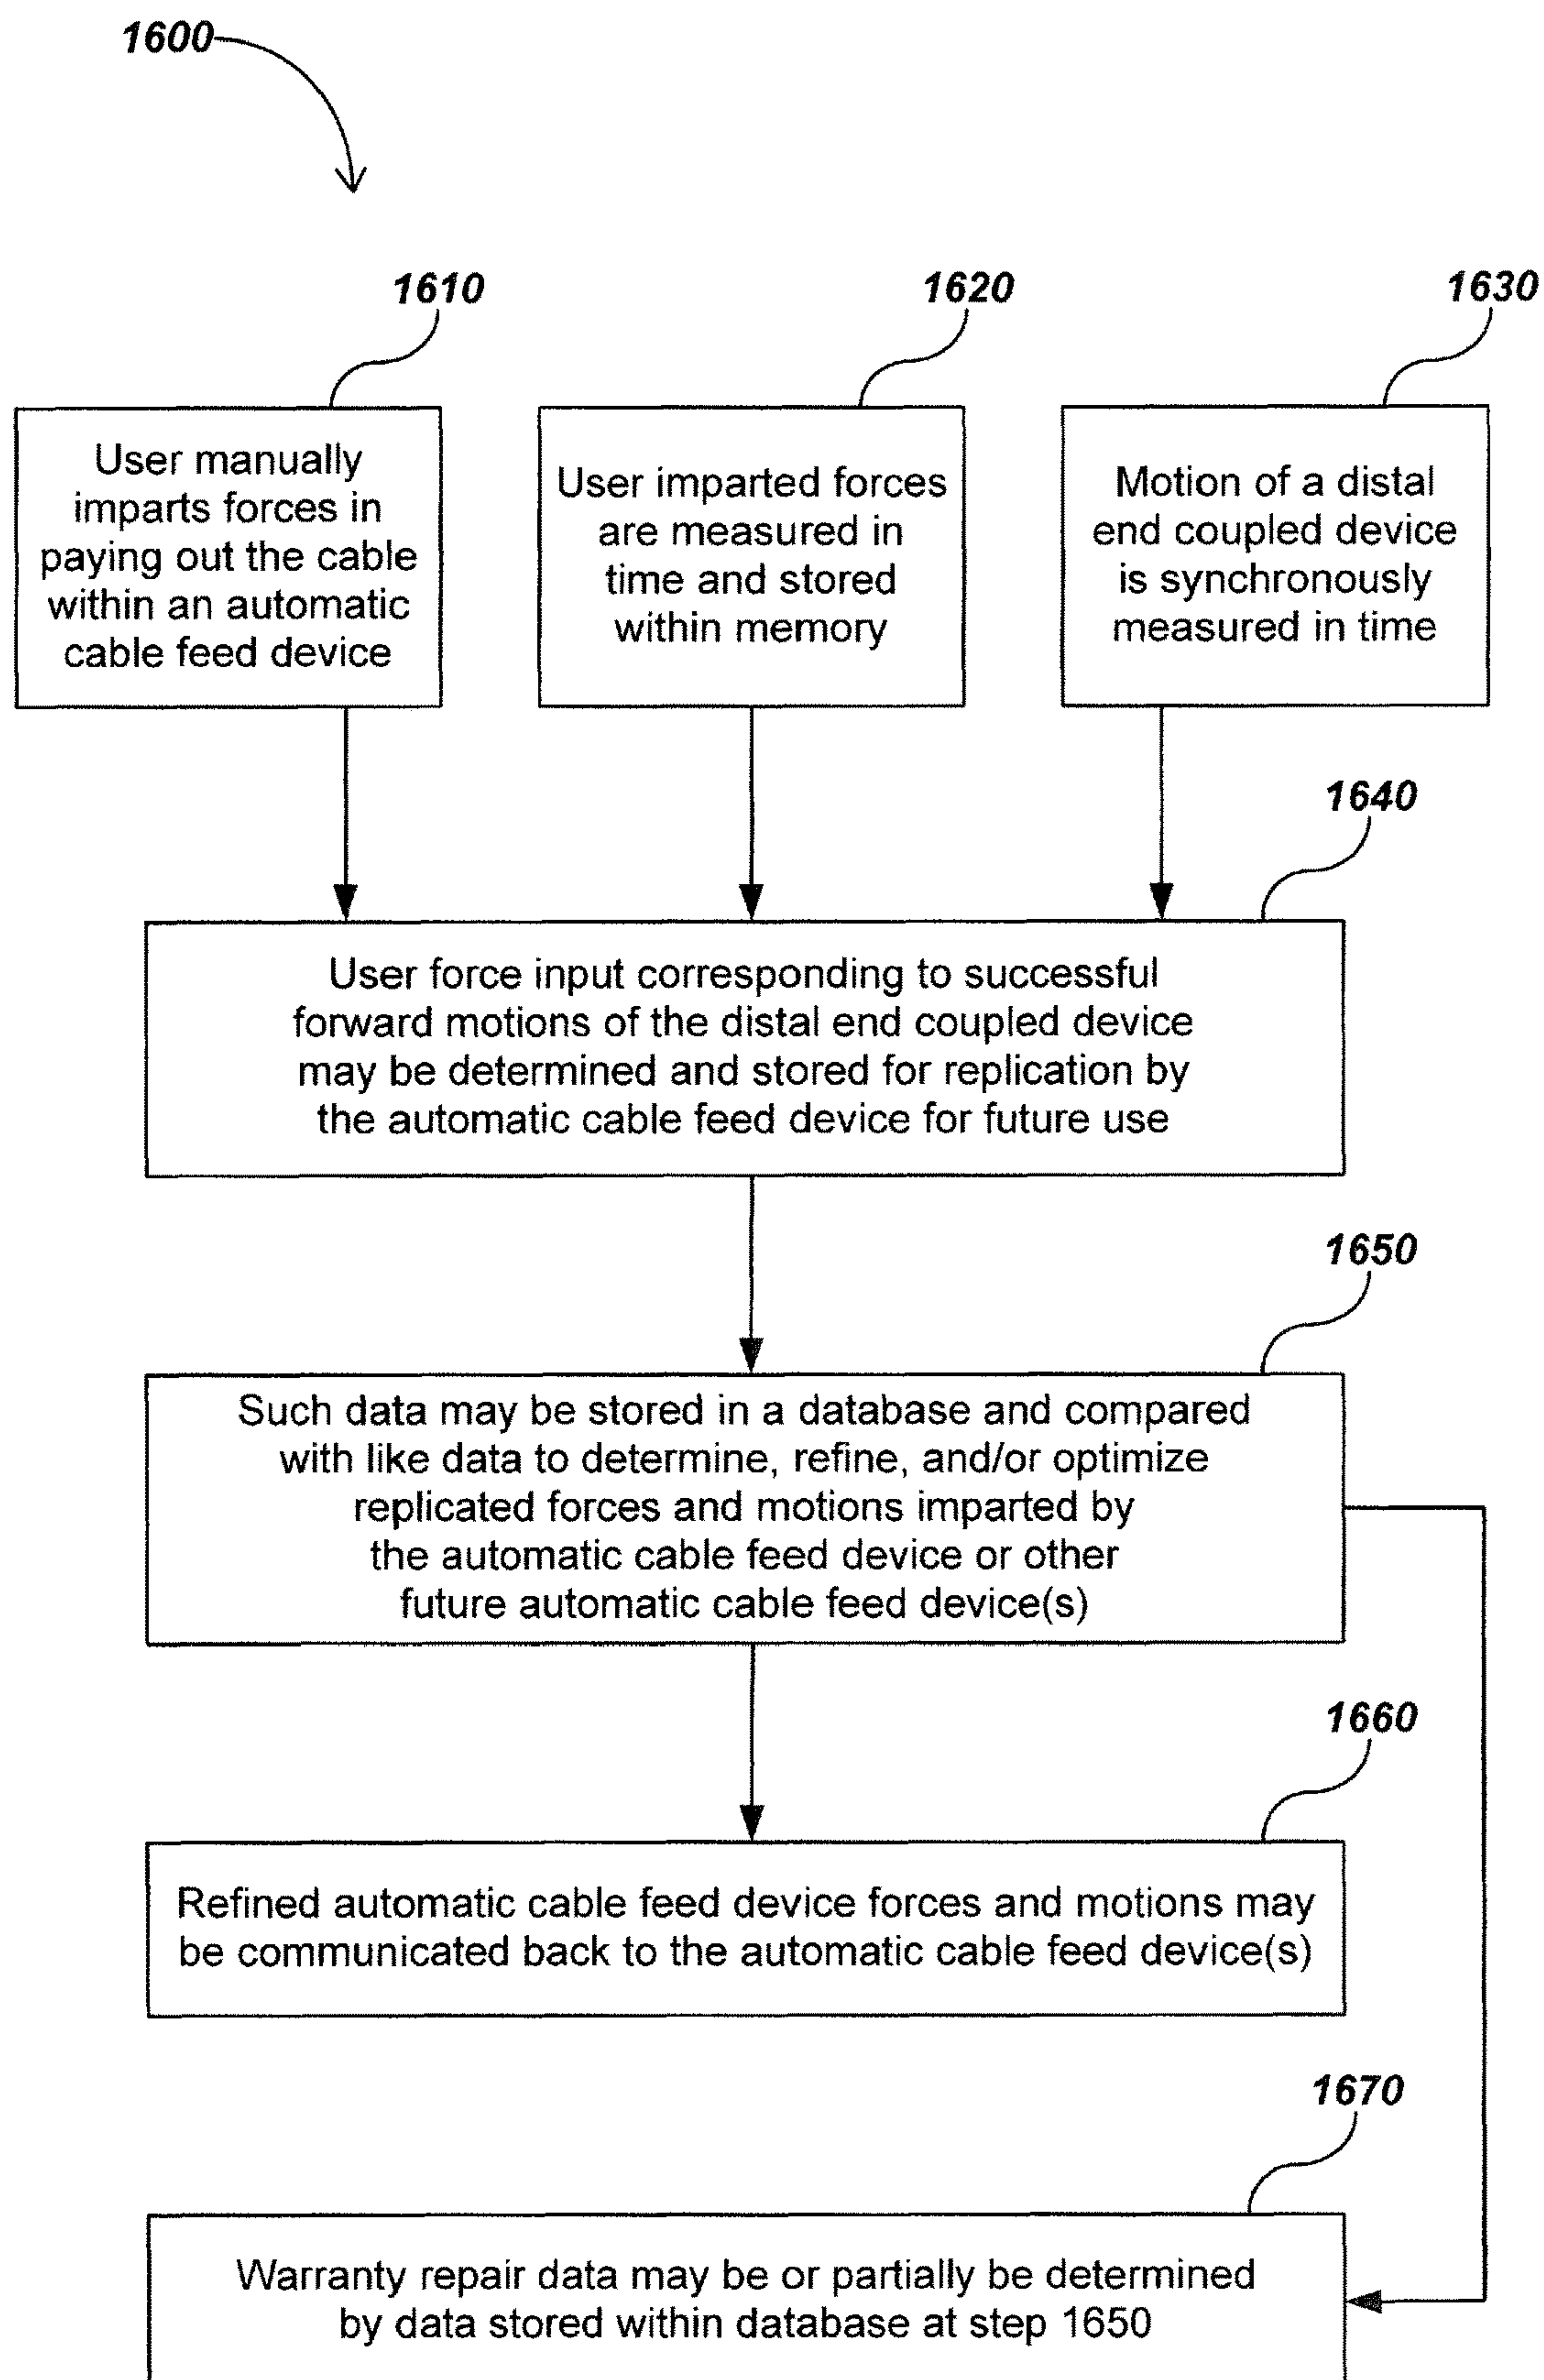 1600
1610
User manually
imparts forces in
paying out the cable
within an automatic
cable feed device
1620
User imparted forces
are measured in
time and stored
within memory
1630
Motion of a distal
end coupled device
is synchronously
measured in time
1640
User force input corresponding to successful
forward motions of the distal end coupled device
may be determined and stored for replication by
the automatic cable feed device for future use
1650
Such data may be stored in a database and compared
with like data to determine, refine, and/or optimize
replicated forces and motions imparted by
the automatic cable feed device or other
future automatic cable feed device(s)
1660
Refined automatic cable feed device forces and motions may
be communicated back to the automatic cable feed device(s)
1670
Warranty repair data may be or partially be determined
by data stored within database at step 1650